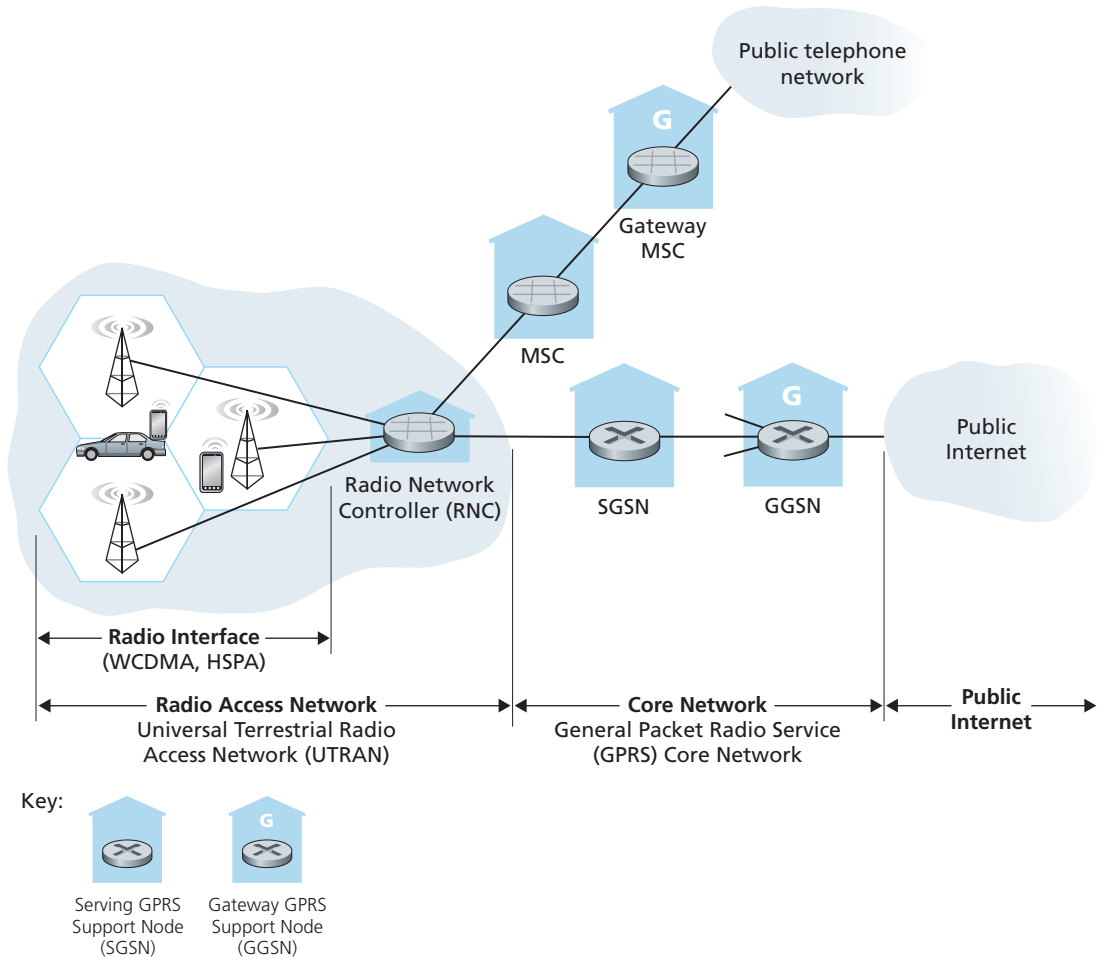 Public telephone
network
G
Gateway
MSC
MSC
G
Public
Internet
Radio Network
Controller (RNC)
SGSN
GGSN
Radio Interface
(WCDMA, HSPA)
Radio Access Network
Universal Terrestrial Radio
Access Network (UTRAN)
Core Network
General Packet Radio Service
(GPRS) Core Network
Public
Internet
Key:
G
Serving GPRS
Support Node
(SGSN)
Gateway GPRS
Support Node
(GGSN)